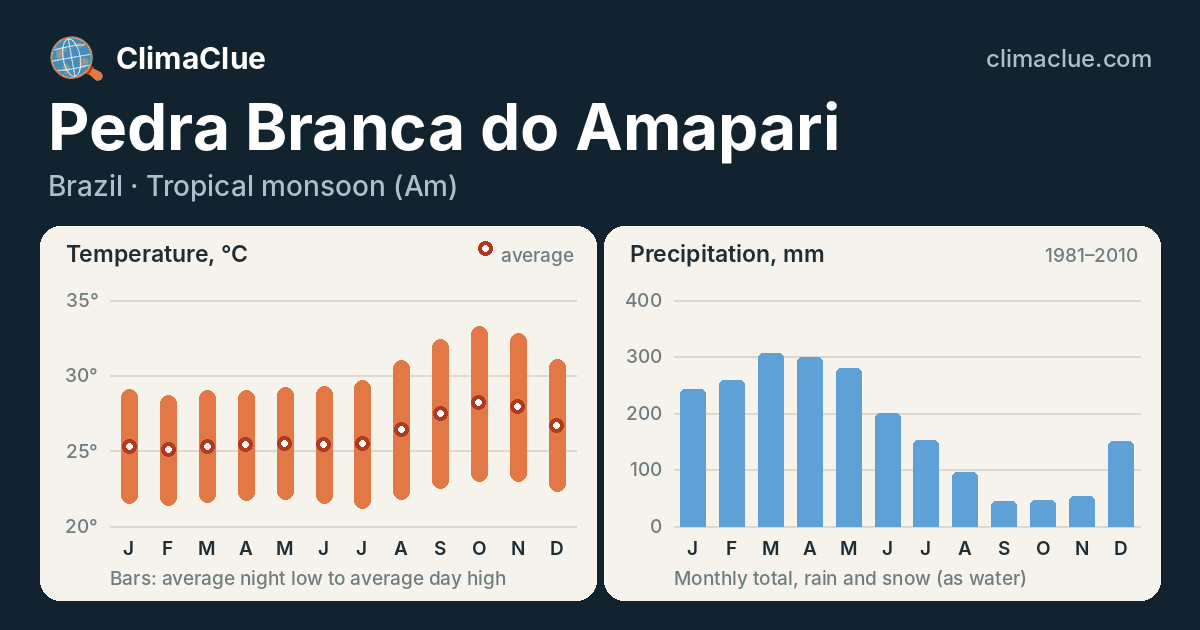 ClimaClue
climaclue.com
Pedra Branca do Amapari
Brazil · Tropical monsoon (Am)
Temperature, °C
average
35°
30°
25°
20°
J F M A M J J A S O N D
Bars: average night low to average day high
Precipitation, mm
1981–2010
400
300
200
100
0
J F M A M J J A S O N D
Monthly total, rain and snow (as water)